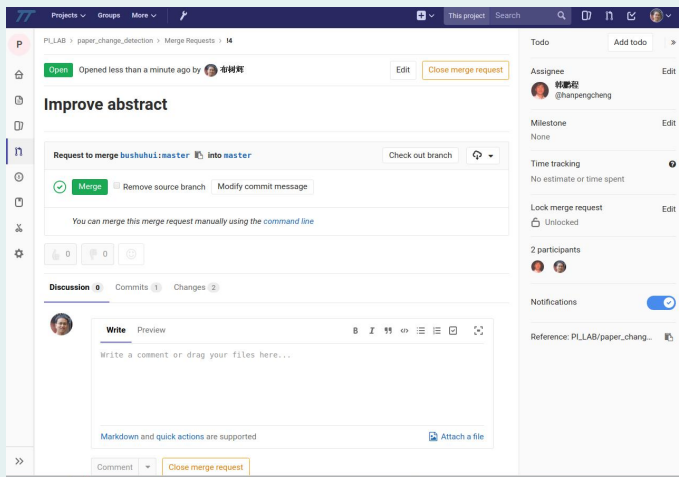 Projects Groups More This project Search
P
PI_LAB > paper_change_detection > Merge Requests > !4
Open Opened less than a minute ago by 布树辉 Edit Close merge request
Improve abstract
Request to merge bushuhui:master into master Check out branch
Merge Remove source branch Modify commit message
You can merge this merge request manually using the command line
0 0
Discussion 0 Commits 1 Changes 2
Write Preview B I
Write a comment or drag your files here...
Markdown and quick actions are supported Attach a file
Comment Close merge request
Todo Add todo »
Assignee Edit
韩鹏程
@hanpengcheng
Milestone Edit
None
Time tracking
No estimate or time spent
Lock merge request Edit
Unlocked
2 participants
Notifications
Reference: PI_LAB/paper_chang...